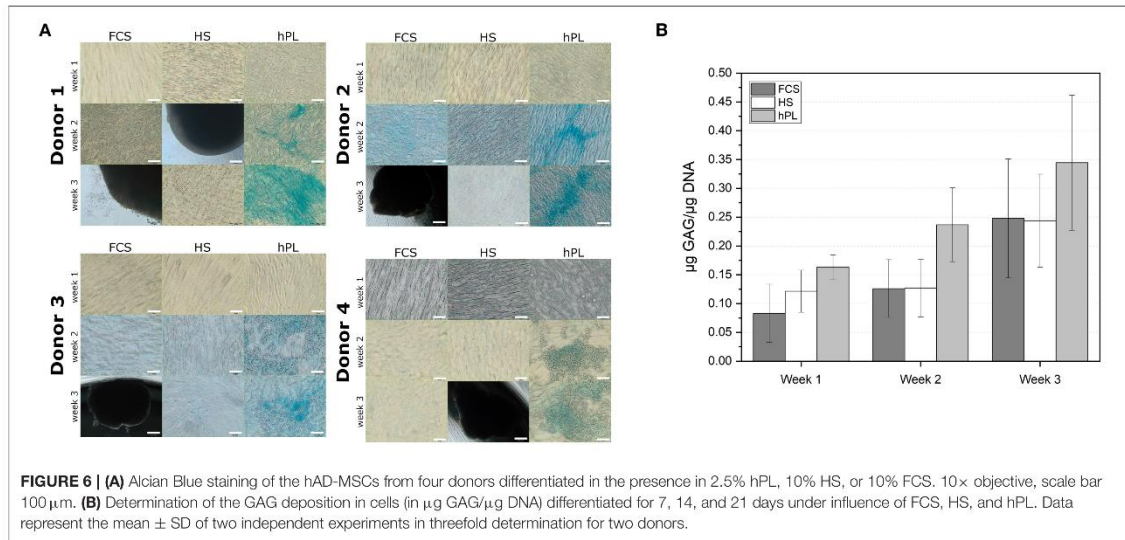 A
FCS HS hPL
Donor 1
week 1
week 2
week 3
FCS HS hPL
Donor 2
week 1
week 2
week 3
FCS HS hPL
Donor 3
week 1
week 2
week 3
FCS HS hPL
Donor 4
week 1
week 2
week 3
B
µg GAG/µg DNA
0.50
0.45
0.40
0.35
0.30
0.25
0.20
0.15
0.10
0.05
0.00
FCS
HS
hPL
Week 1 Week 2 Week 3
FIGURE 6 | (A) Alcian Blue staining of the hAD-MSCs from four donors differentiated in the presence in 2.5% hPL, 10% HS, or 10% FCS. 10× objective, scale bar
100 µm. (B) Determination of the GAG deposition in cells (in µg GAG/µg DNA) differentiated for 7, 14, and 21 days under influence of FCS, HS, and hPL. Data
represent the mean ± SD of two independent experiments in threefold determination for two donors.